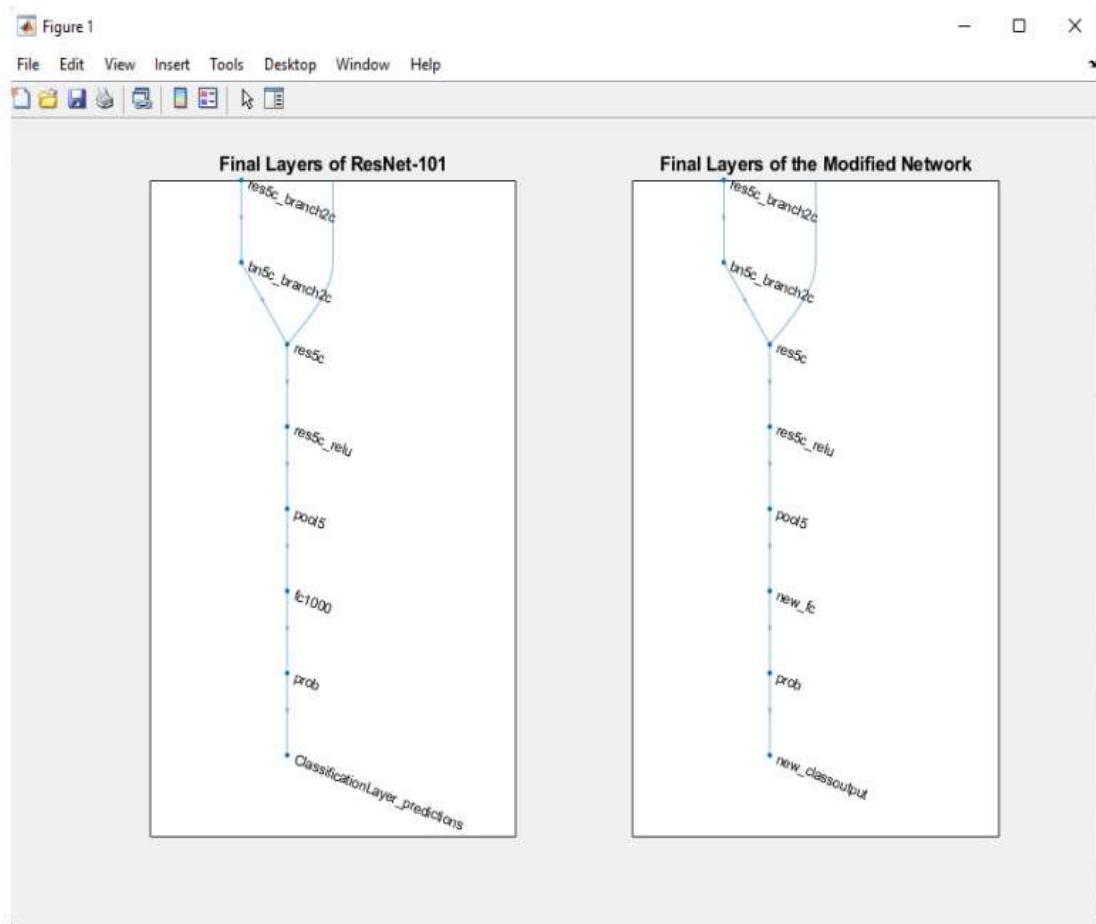 Figure 1
File Edit View Insert Tools Desktop Window Help
Final Layers of ResNet-101
res5c_branch2c
bn5c_branch2c
res5c
res5c_relu
pool5
fc1000
prob
ClassificationLayer_predictions
Final Layers of the Modified Network
res5c_branch2c
bn5c_branch2c
res5c
res5c_relu
pool5
new_fc
prob
new_classoutput